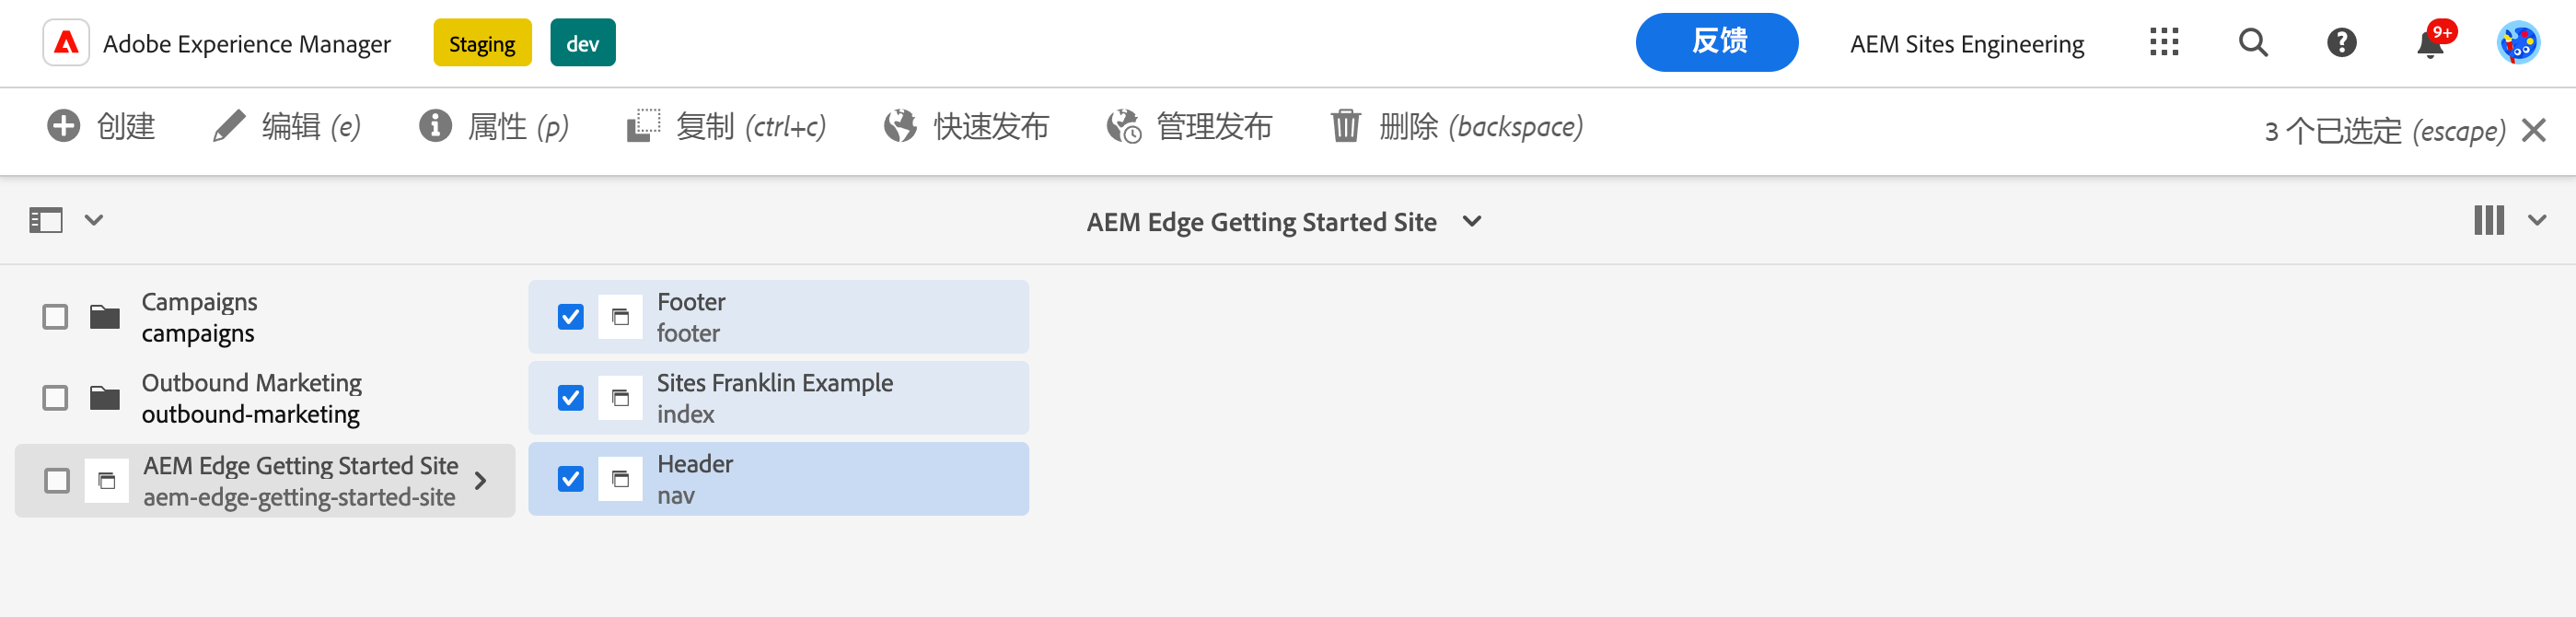 Adobe Experience Manager Staging dev 反馈 AEM Sites Engineering 9+
创建 编辑 (e) 属性 (p) 复制 (ctrl+c) 快速发布 管理发布 删除 (backspace) 3 个已选定 (escape)
AEM Edge Getting Started Site
Campaigns
campaigns
Outbound Marketing
outbound-marketing
AEM Edge Getting Started Site
aem-edge-getting-started-site
Footer
footer
Sites Franklin Example
index
Header
nav